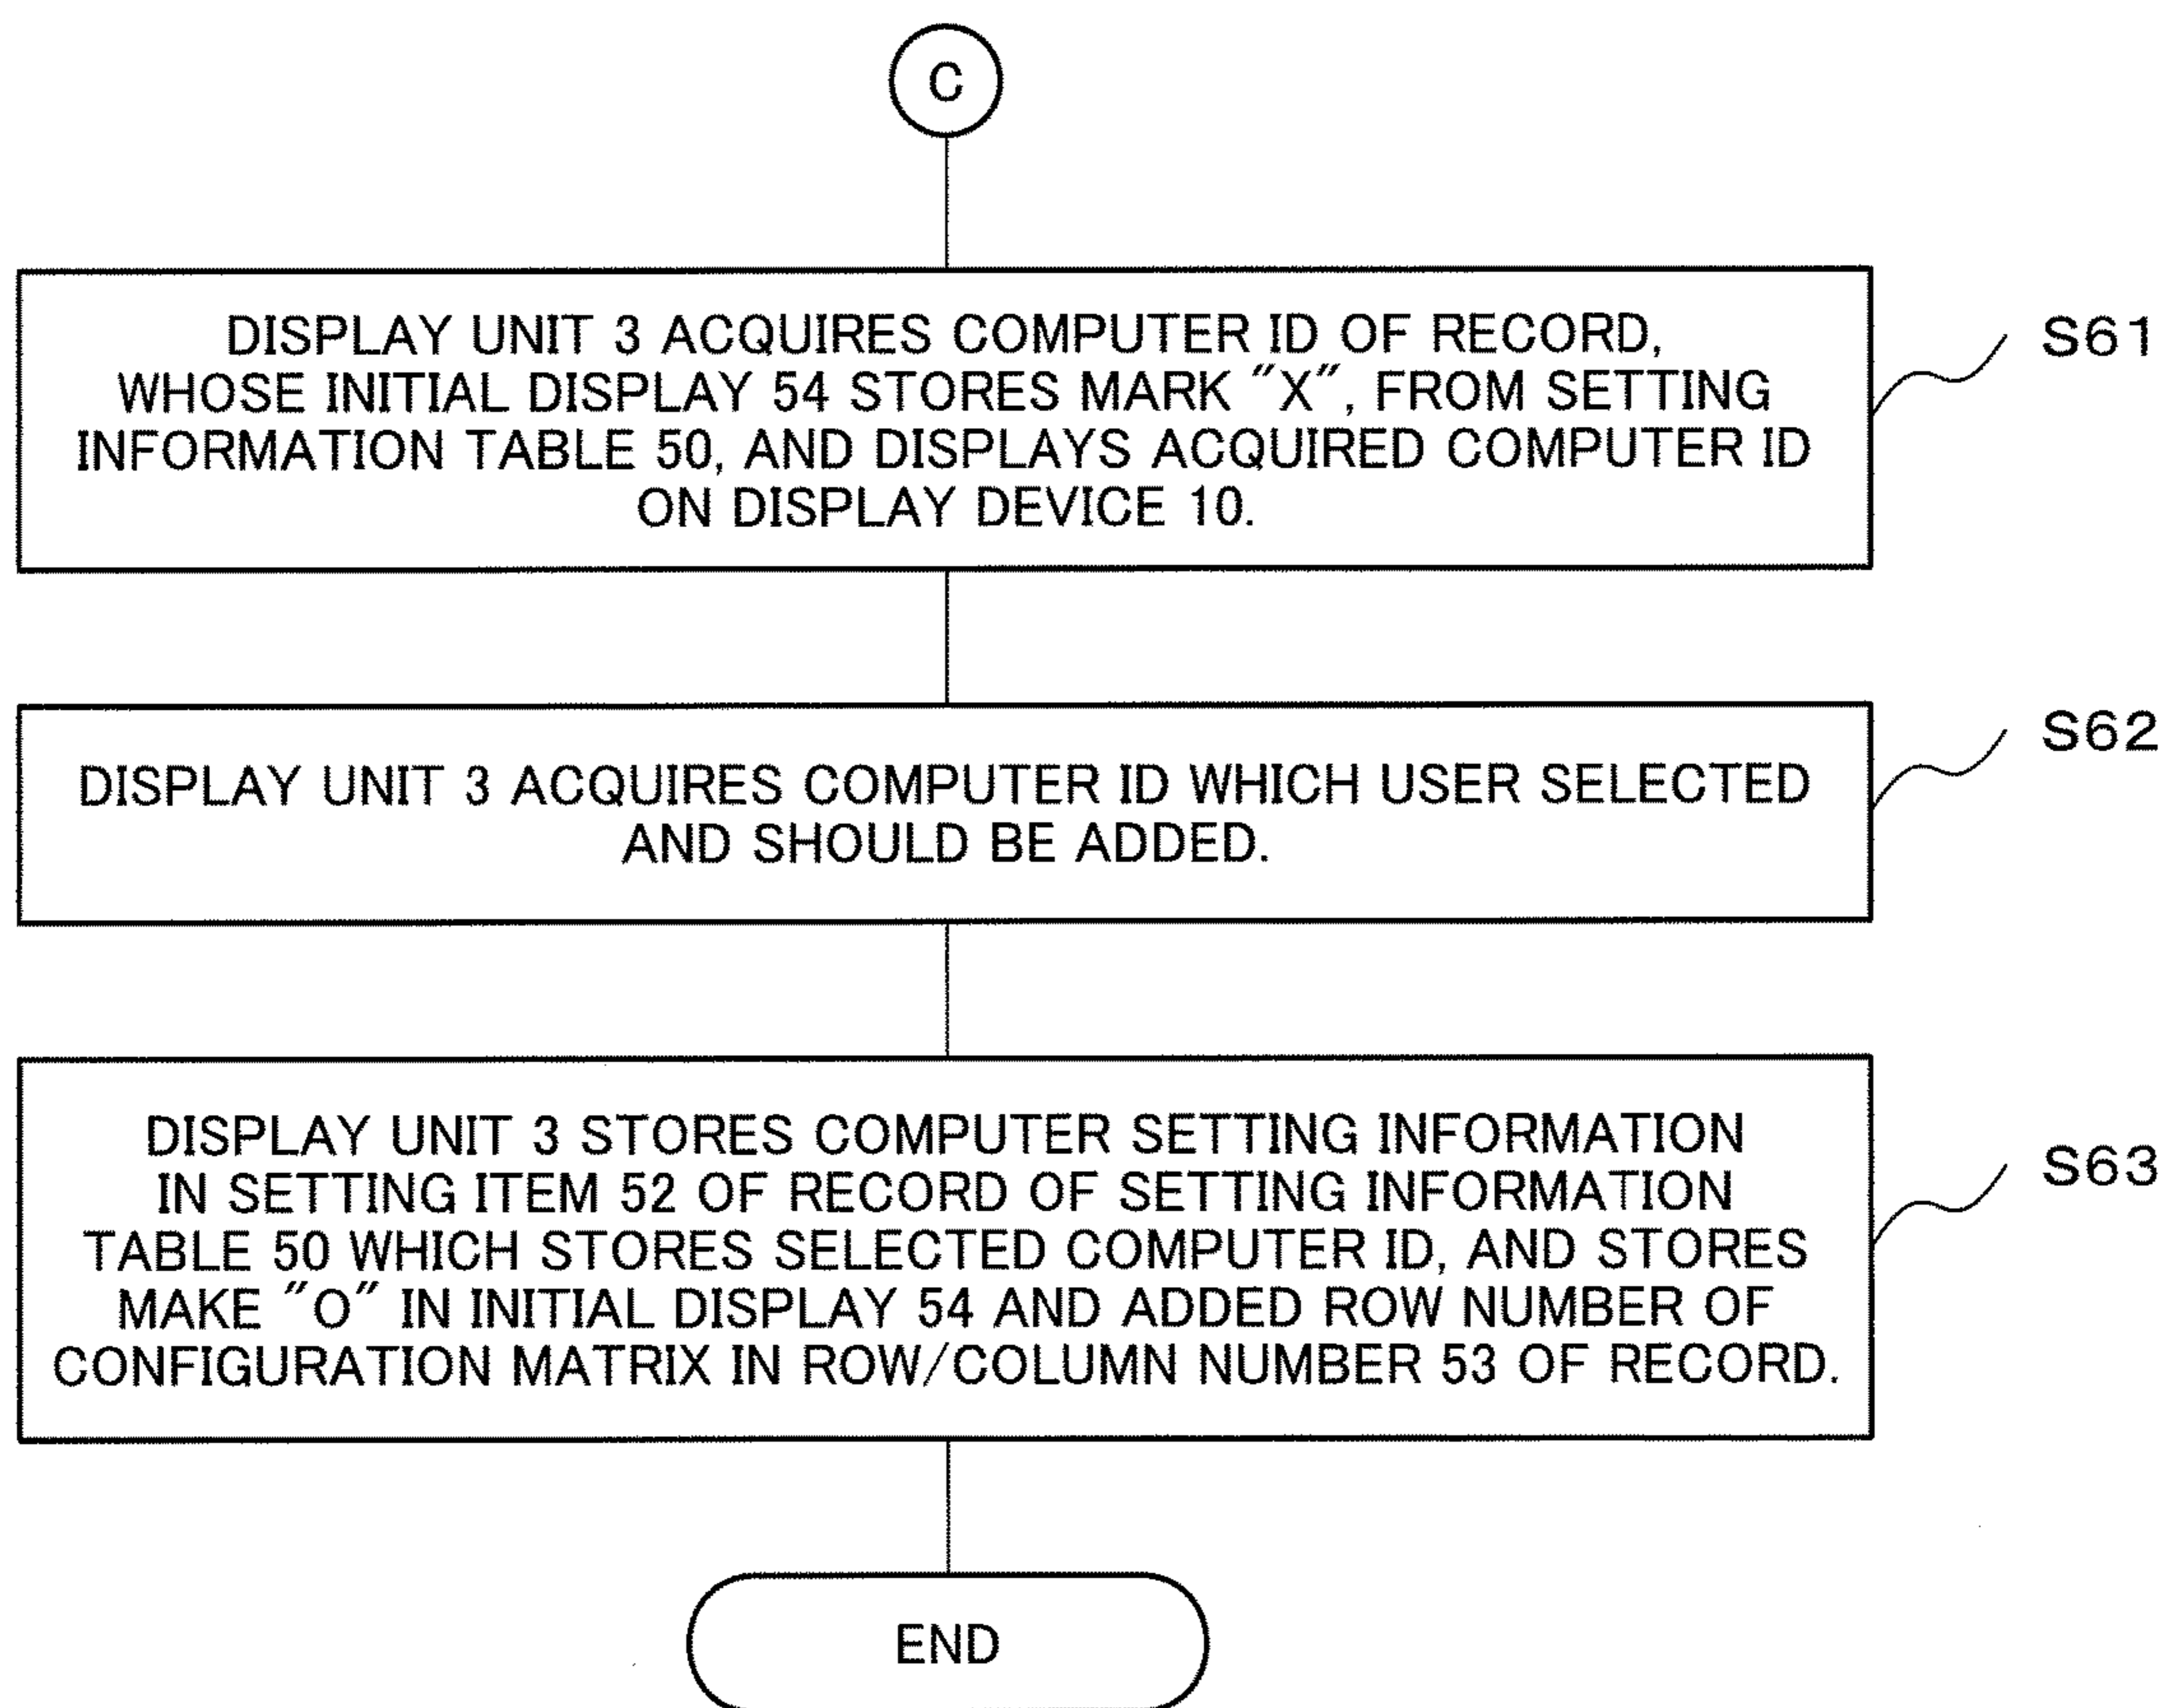 C
DISPLAY UNIT 3 ACQUIRES COMPUTER ID OF RECORD,
WHOSE INITIAL DISPLAY 54 STORES MARK "X", FROM SETTING
INFORMATION TABLE 50, AND DISPLAYS ACQUIRED COMPUTER ID
ON DISPLAY DEVICE 10.
S61
DISPLAY UNIT 3 ACQUIRES COMPUTER ID WHICH USER SELECTED
AND SHOULD BE ADDED.
S62
DISPLAY UNIT 3 STORES COMPUTER SETTING INFORMATION
IN SETTING ITEM 52 OF RECORD OF SETTING INFORMATION
TABLE 50 WHICH STORES SELECTED COMPUTER ID, AND STORES
MAKE "O" IN INITIAL DISPLAY 54 AND ADDED ROW NUMBER OF
CONFIGURATION MATRIX IN ROW/COLUMN NUMBER 53 OF RECORD.
S63
END